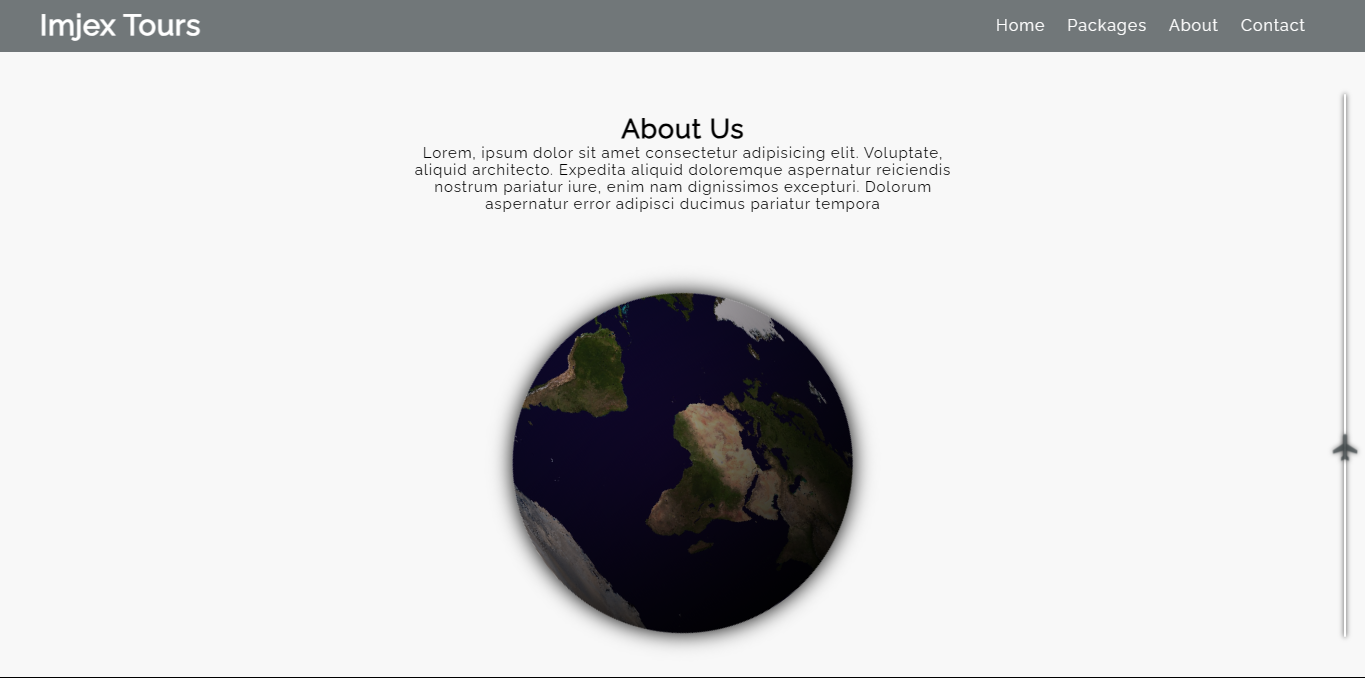 Imjex Tours
Home Packages About Contact
About Us
Lorem, ipsum dolor sit amet consectetur adipisicing elit. Voluptate,
aliquid architecto. Expedita aliquid doloremque aspernatur reiciendis
nostrum pariatur iure, enim nam dignissimos excepturi. Dolorum
aspernatur error adipisci ducimus pariatur tempora